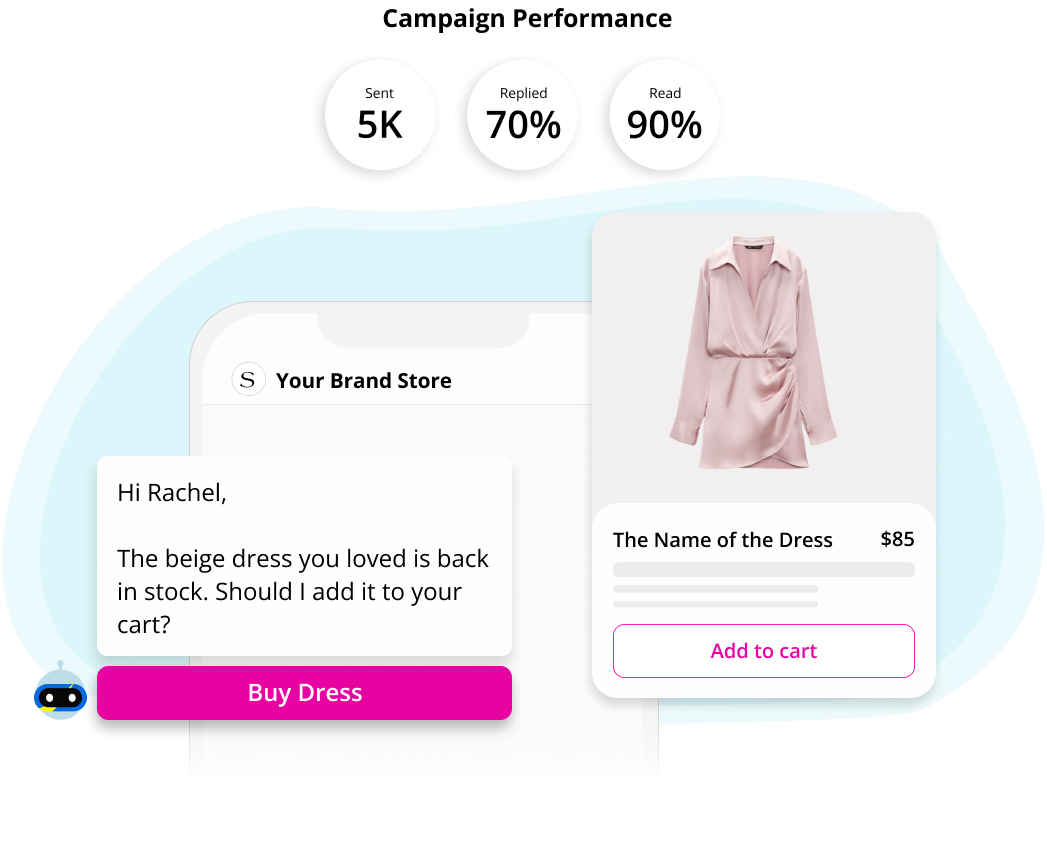 Campaign Performance
Sent
5K
Replied
70%
Read
90%
S
Your Brand Store
Hi Rachel,
The beige dress you loved is back
in stock. Should I add it to your
cart?
Buy Dress
The Name of the Dress
$85
Add to cart